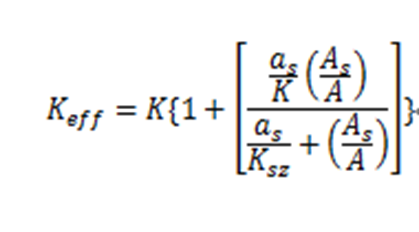 K_eff = K{1 + [ (a_s/K (A_s/A)) / (a_s/K_sz + (A_s/A)) ]}